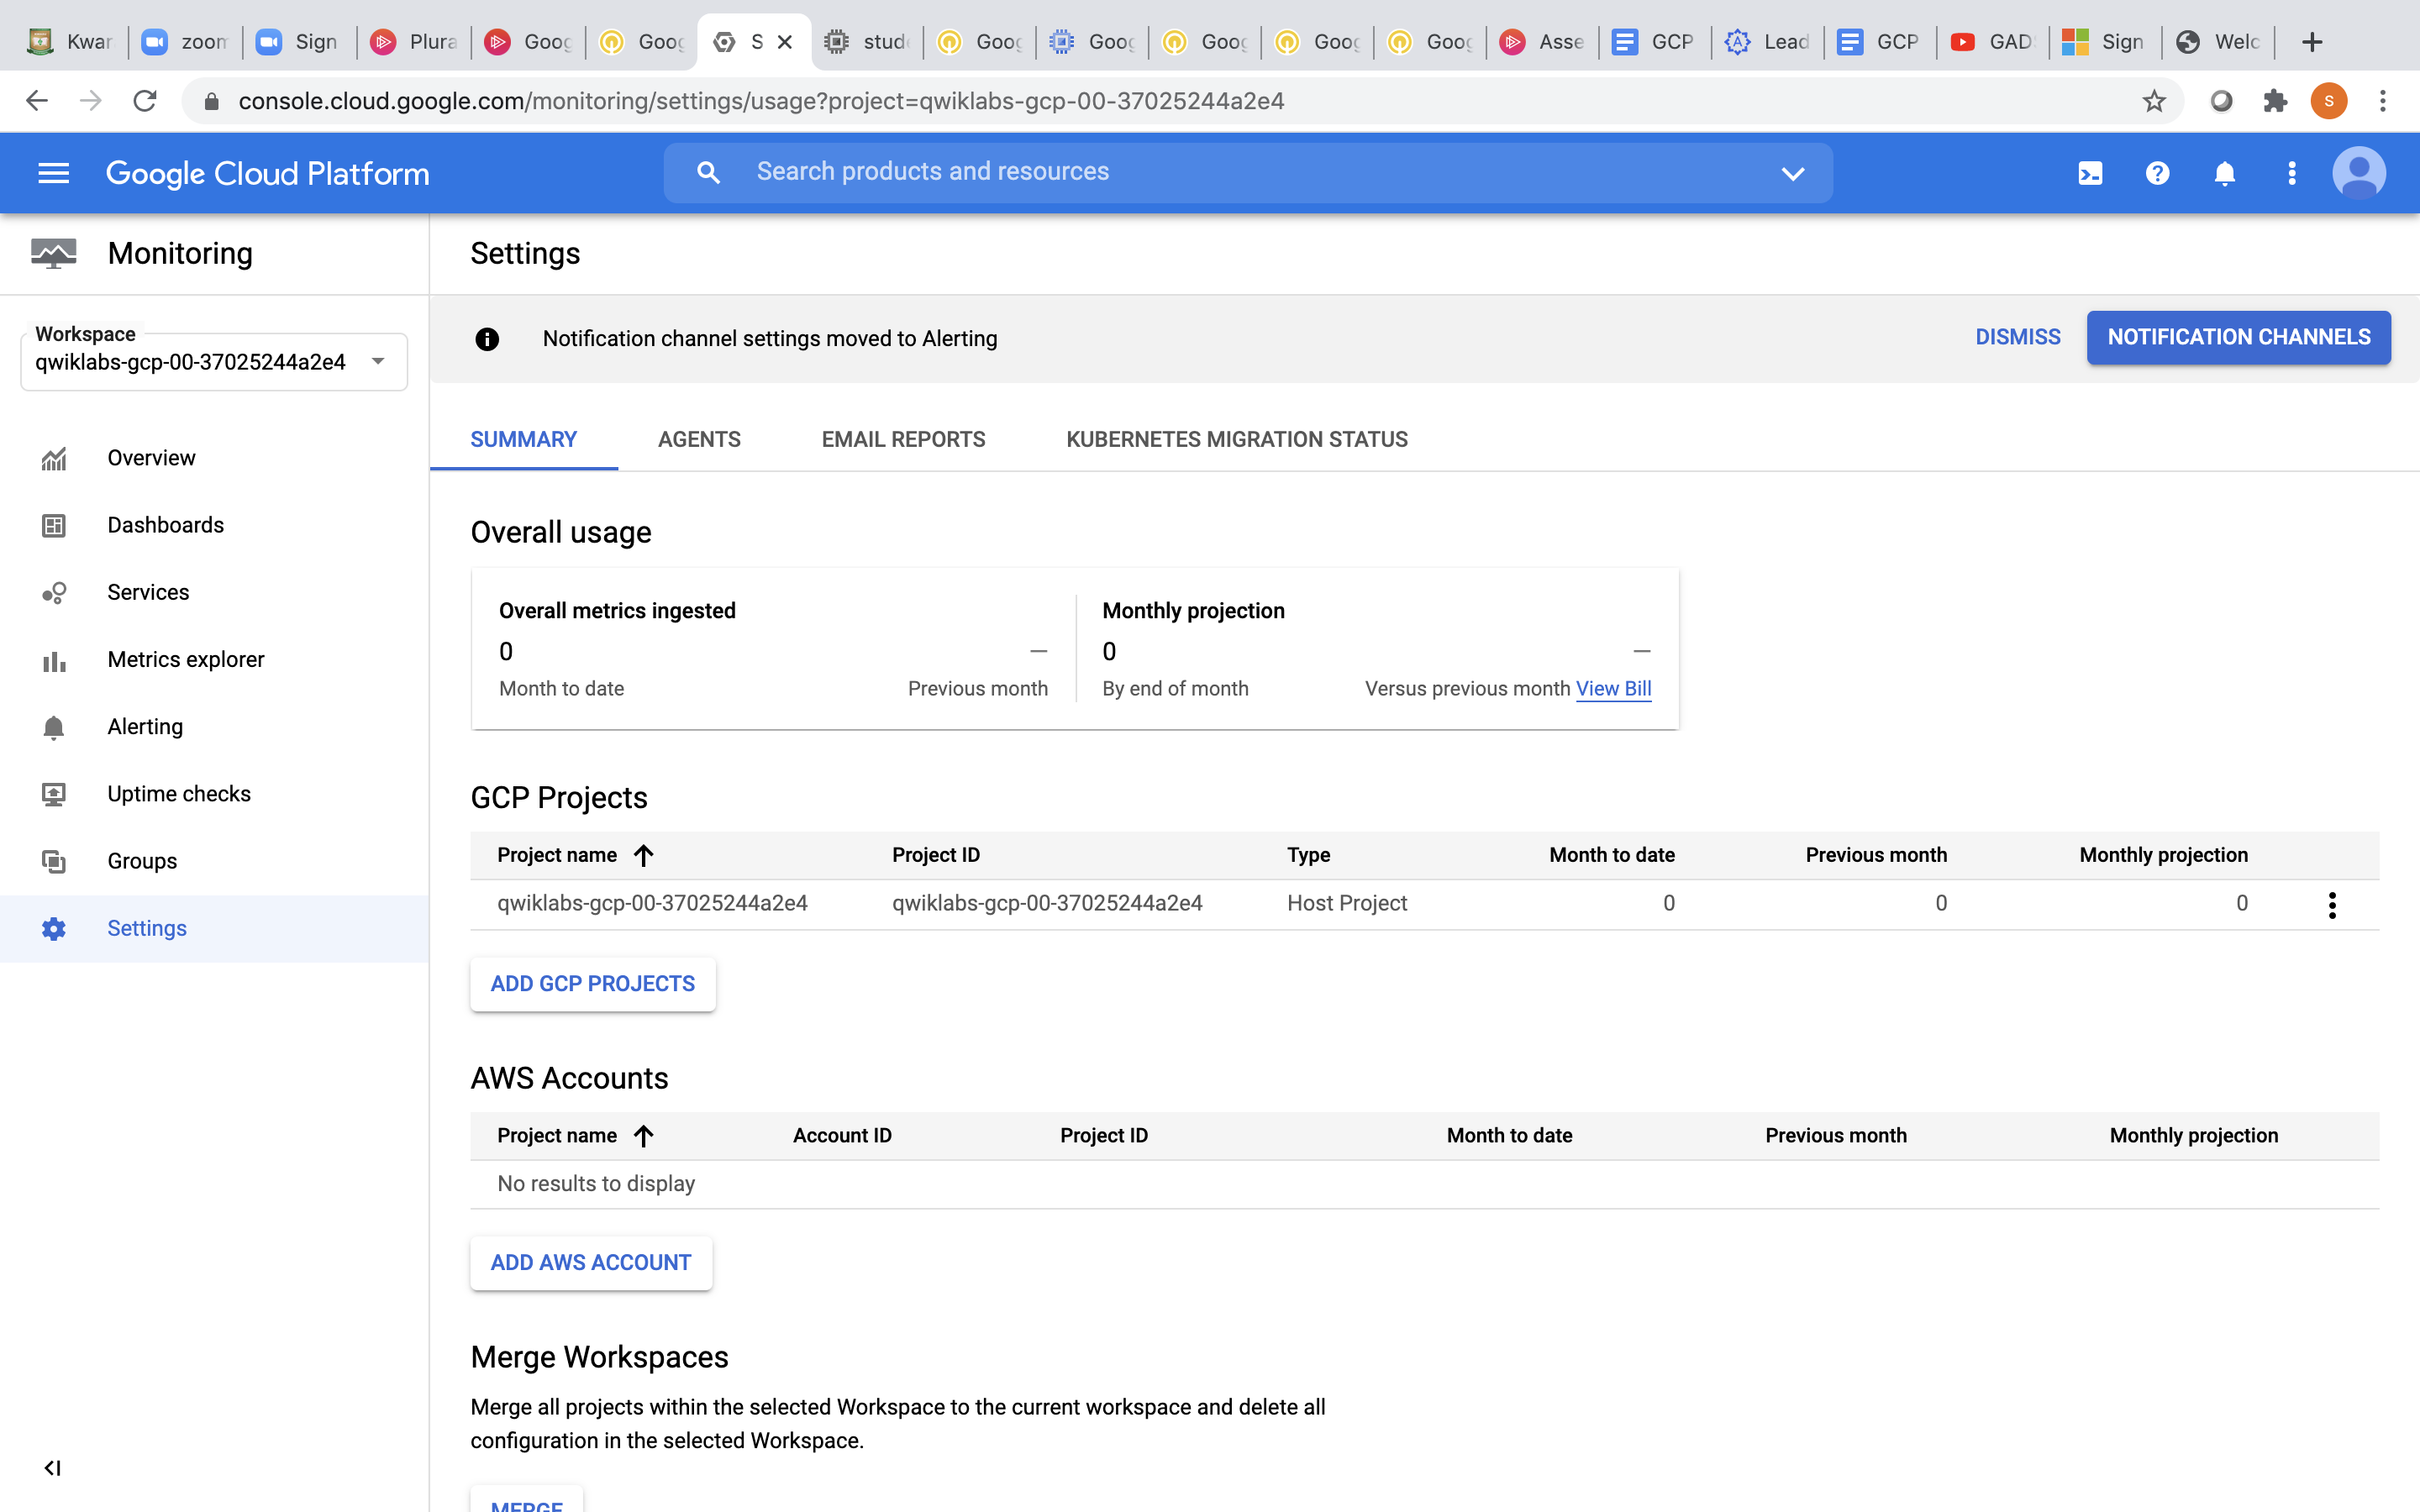 Kwar zoom Sign Plura Goog Goog S stud Goog Goog Goog Goog Goog Asse GCP Lead GCP GAD Sign Welc
console.cloud.google.com/monitoring/settings/usage?project=qwiklabs-gcp-00-37025244a2e4
S
Google Cloud Platform
Search products and resources
Monitoring
Settings
Workspace
qwiklabs-gcp-00-37025244a2e4
Notification channel settings moved to Alerting
DISMISS
NOTIFICATION CHANNELS
Overview
Dashboards
Services
Metrics explorer
Alerting
Uptime checks
Groups
Settings
SUMMARY AGENTS EMAIL REPORTS KUBERNETES MIGRATION STATUS
Overall usage
Overall metrics ingested Monthly projection
0 – 0 –
Month to date Previous month By end of month Versus previous month View Bill
GCP Projects
Project name Project ID Type Month to date Previous month Monthly projection
qwiklabs-gcp-00-37025244a2e4 qwiklabs-gcp-00-37025244a2e4 Host Project 0 0 0
ADD GCP PROJECTS
AWS Accounts
Project name Account ID Project ID Month to date Previous month Monthly projection
No results to display
ADD AWS ACCOUNT
Merge Workspaces
Merge all projects within the selected Workspace to the current workspace and delete all
configuration in the selected Workspace.
MERGE